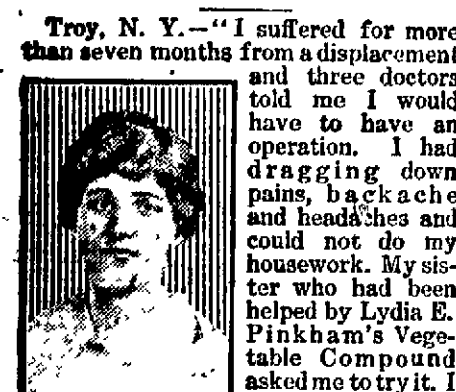 Troy, N. Y.—“I suffered for more
than seven months from a displacement
and three doctors
told me I would
have to have an
operation. I had
dragging down
pains, backache
and headaches and
could not do my
housework. My sis-
ter who had been
helped by Lydia E.
Pinkham's Vege-
table Compound
asked me to try it. I